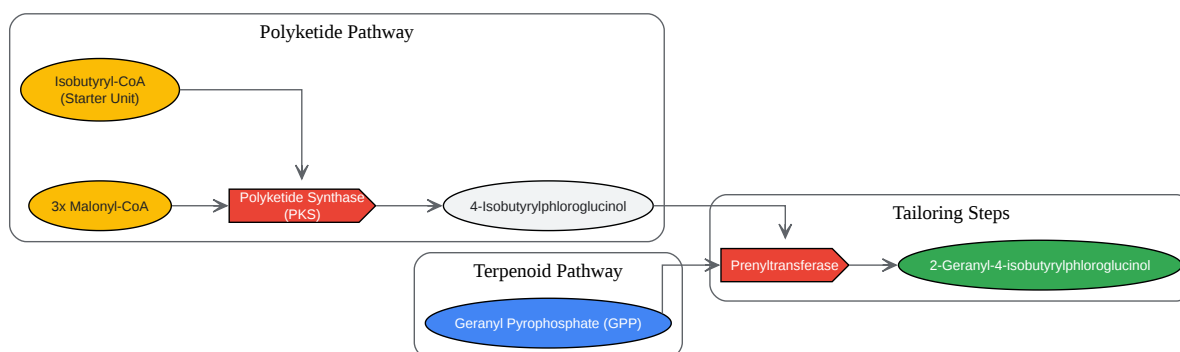 Polyketide Pathway
Isobutyryl-CoA
(Starter Unit)
3x Malonyl-CoA
Polyketide Synthase
(PKS)
4-Isobutyrylphloroglucinol
Tailoring Steps
Prenyltransferase
2-Geranyl-4-isobutyrylphloroglucinol
Terpenoid Pathway
Geranyl Pyrophosphate (GPP)